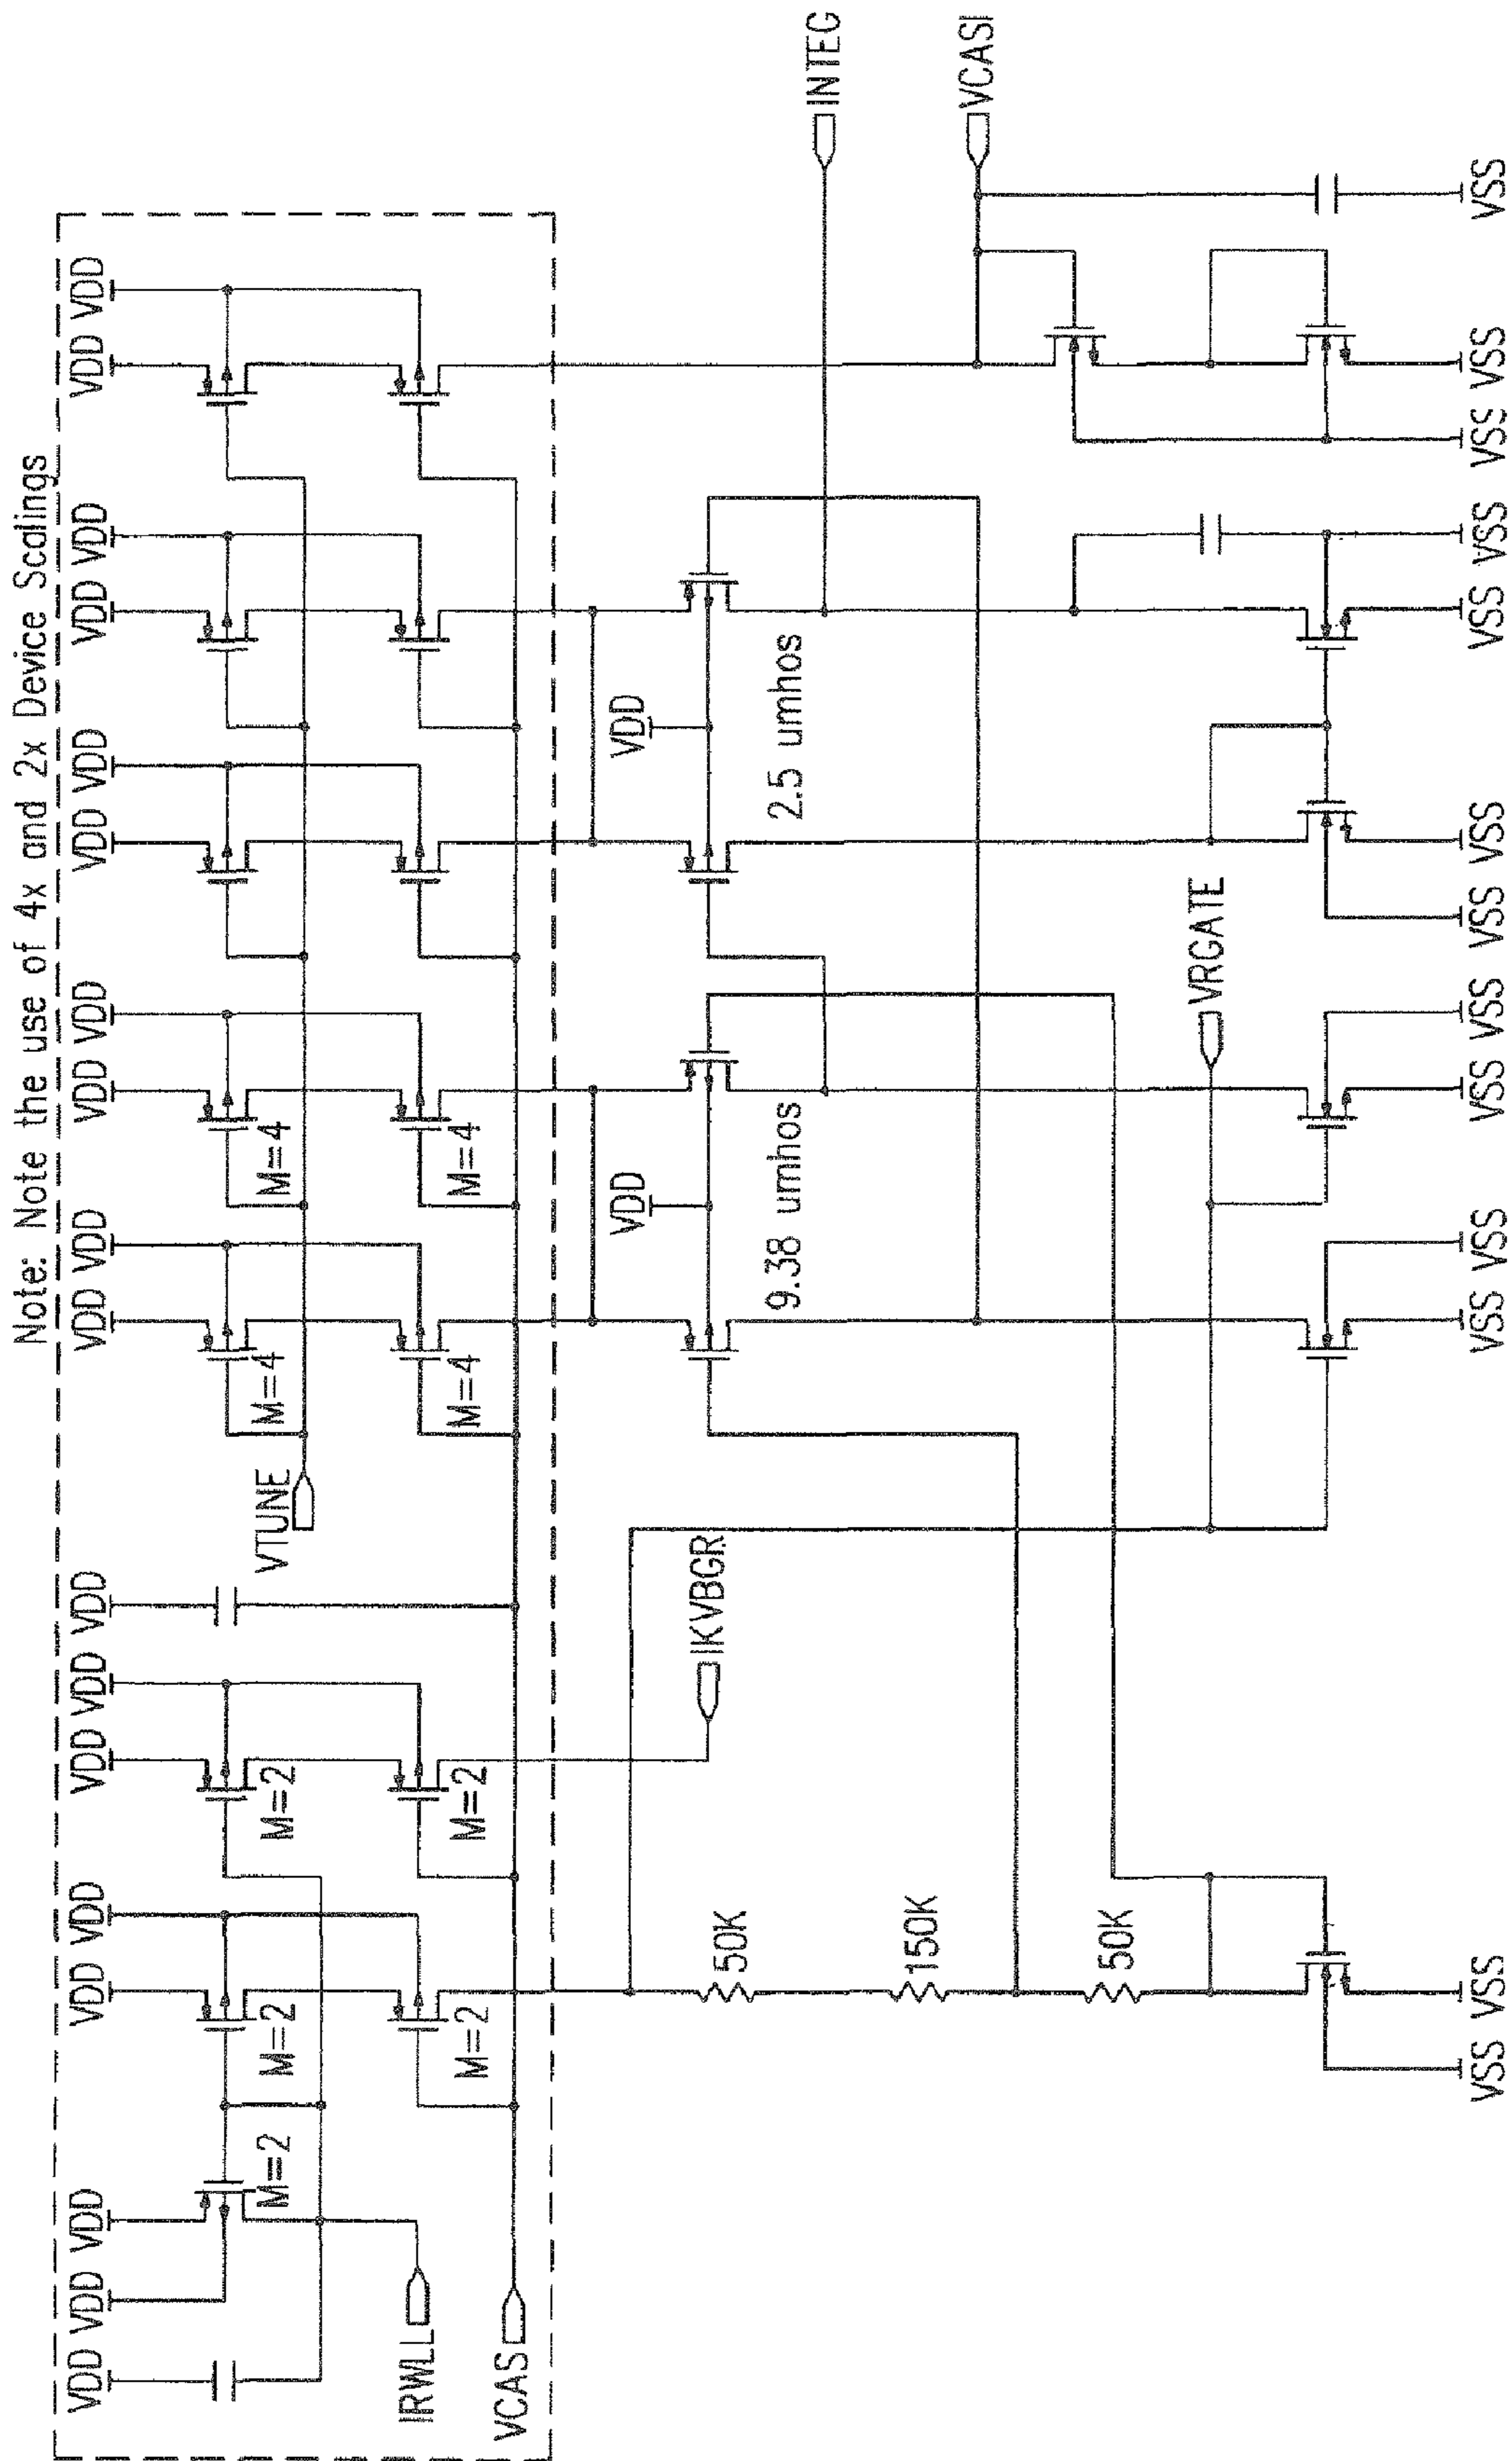 Note: Note the use of 4x and 2x Device Scalings
VDD VDD VDD VDD VDD VDD VDD VDD VDD VDD VDD VDD VDD VDD VDD VDD VDD VDD
M=2 M=2 M=2 VTUNE M=4 M=4
IRWLL M=2 M=2 M=4 M=4
VCAS
VDD VDD
50K IKVBGR
9.38 umhos 2.5 umhos
INTEG
150K
VCASI
50K
VRGATE
VSS VSS VSS VSS VSS VSS VSS VSS VSS VSS VSS VSS VSS